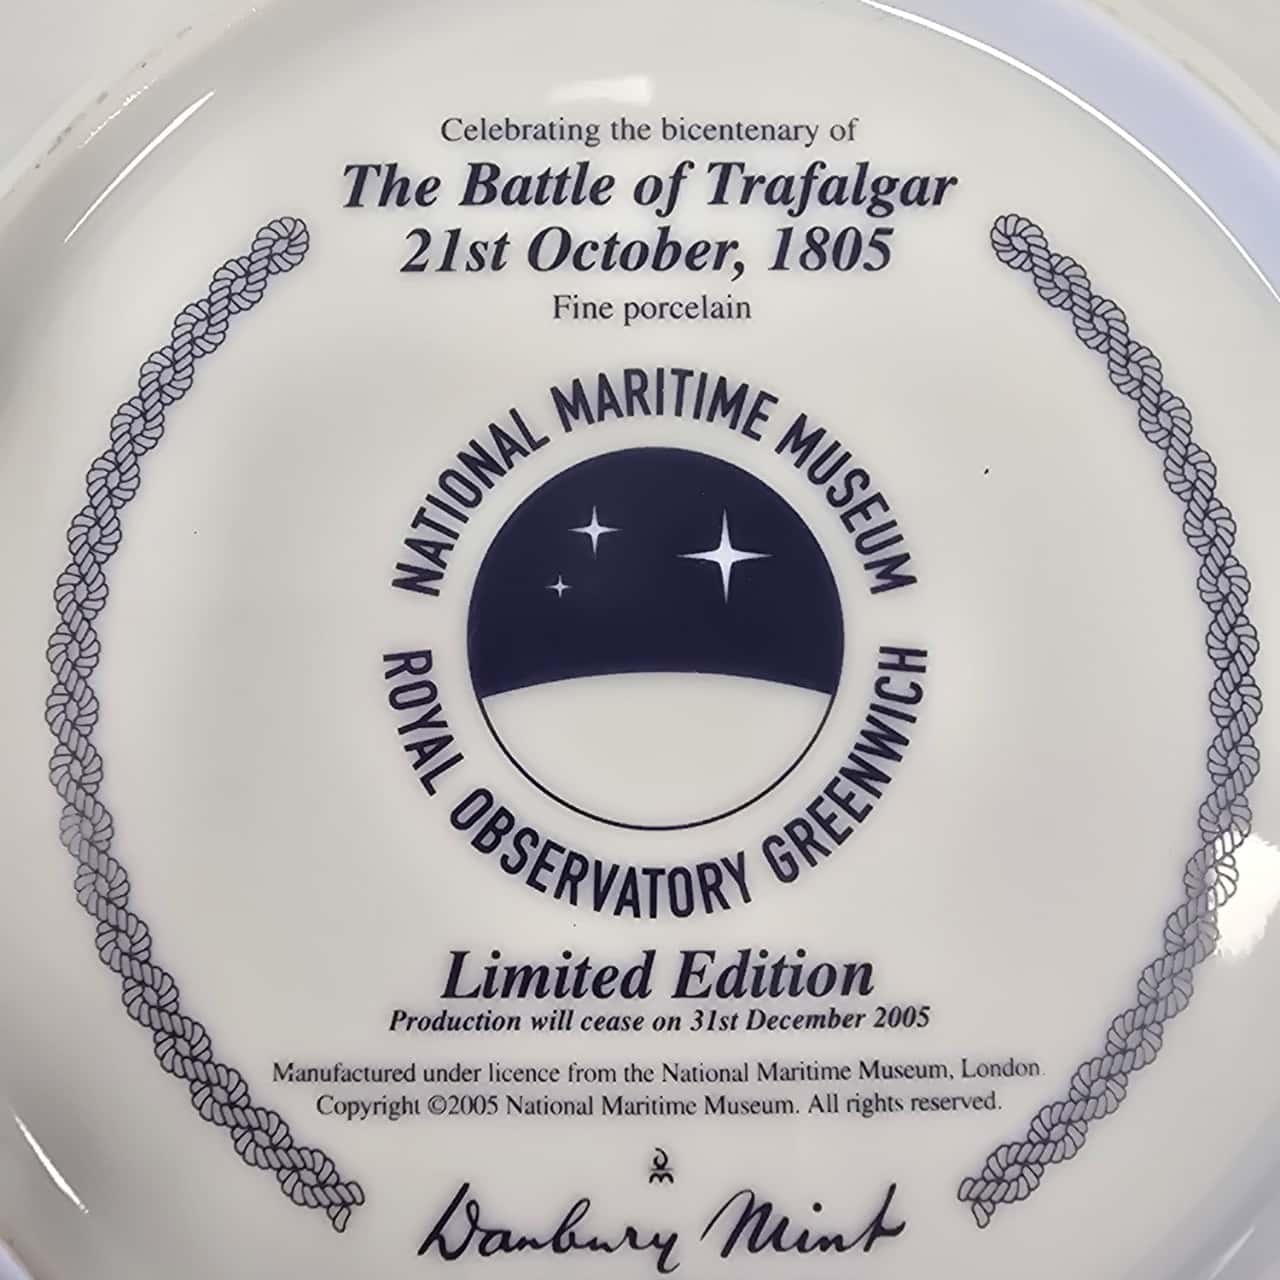 Celebrating the bicentenary of
The Battle of Trafalgar
21st October, 1805
Fine porcelain
NATIONAL MARITIME MUSEUM
ROYAL OBSERVATORY GREENWICH
Limited Edition
Production will cease on 31st December 2005
Manufactured under licence from the National Maritime Museum, London.
Copyright ©2005 National Maritime Museum. All rights reserved.
Danbury Mint